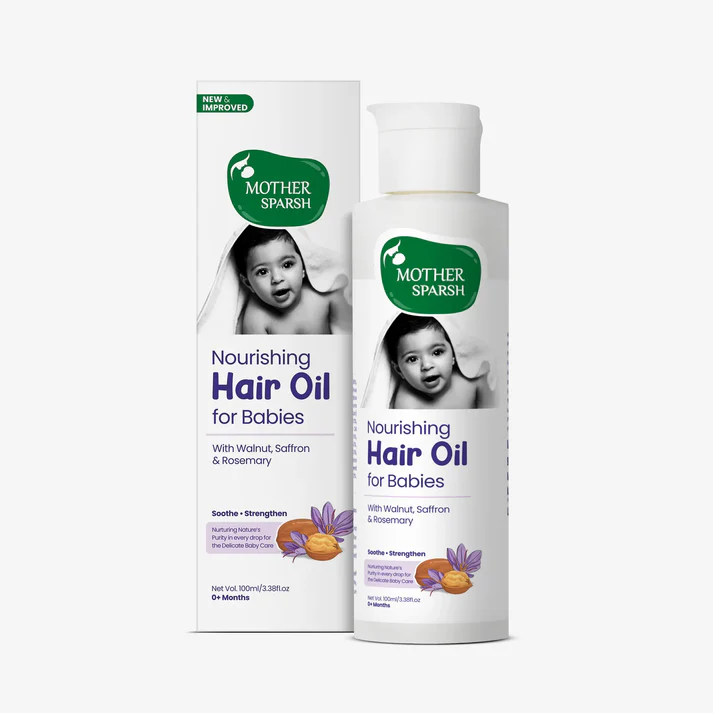 NEW &
IMPROVED
MOTHER
SPARSH
Nourishing
Hair Oil
for Babies
With Walnut, Saffron
& Rosemary
Soothe • Strengthen
Nurturing Nature's
Purity in every drop for
the Delicate Baby Care
Net Vol. 100ml/3.38fl.oz
0+ Months
MOTHER
SPARSH
Nourishing
Hair Oil
for Babies
With Walnut, Saffron
& Rosemary
Soothe • Strengthen
Nurturing Nature's
Purity in every drop for
the Delicate Baby Care
Net Vol. 100ml/3.38fl.oz
0+ Months